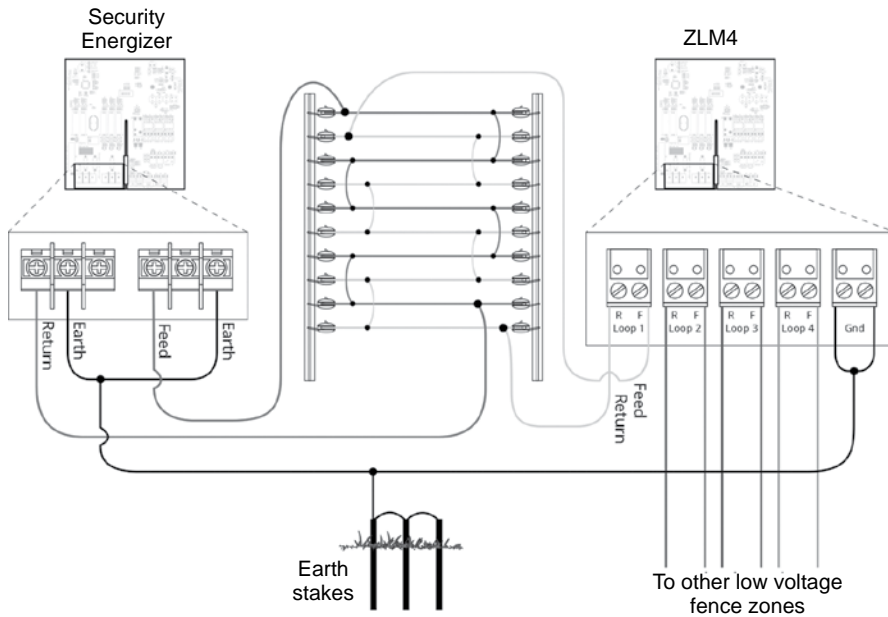 Security
Energizer
ZLM4
Return
Earth
Feed
Earth
R F
Loop 1
R F
Loop 2
R F
Loop 3
R F
Loop 4
Gnd
Feed
Return
Earth
stakes
To other low voltage
fence zones